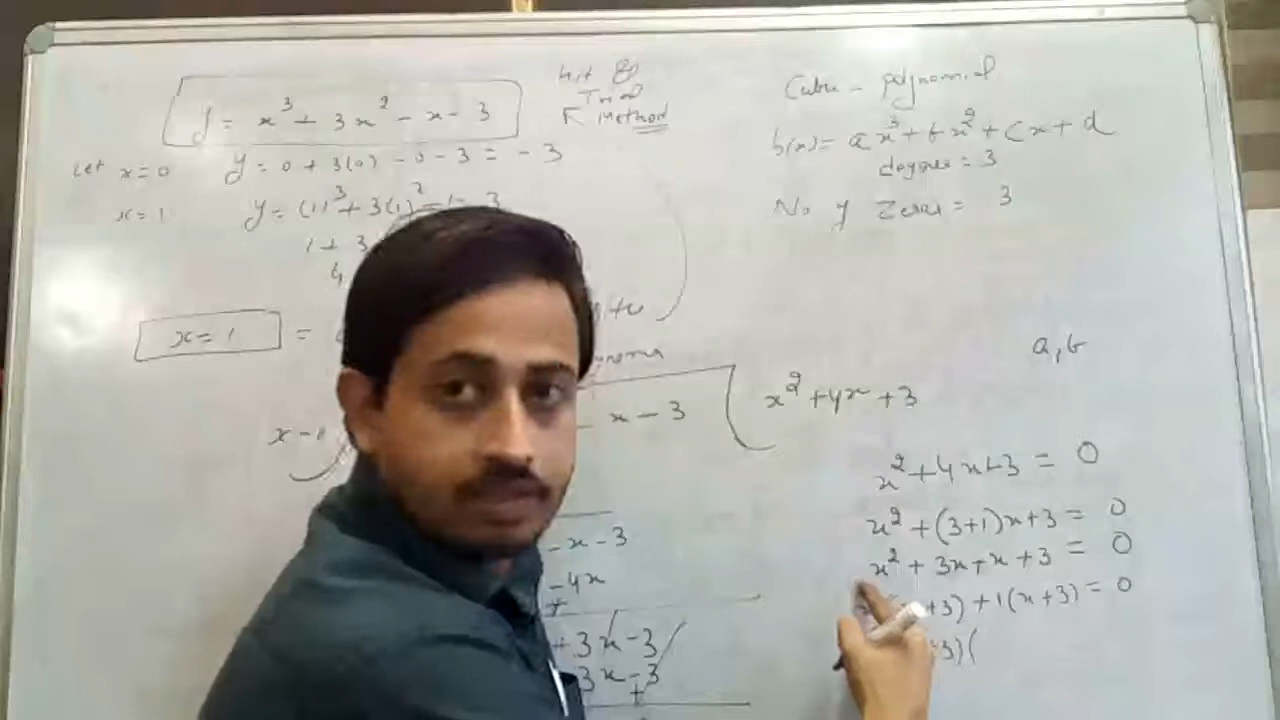 y = x³ + 3x² - x - 3
Hit &
Trial
Method
Let x=0 y = 0 + 3(0) - 0 - 3 = -3
x=1 y = (1)³ + 3(1)² - 1 - 3
1 + 3
4
x=1 =
x-1
x - 3
x² + 4x + 3
-x - 3
-4x
+
+3x - 3
3x - 3
+
Cubic - polynomial
p(x) = ax³ + bx² + cx + d
degree = 3
No of Zeroes = 3
a, b
x² + 4x + 3 = 0
x² + (3+1)x + 3 = 0
x² + 3x + x + 3 = 0
+3) + 1(x+3) = 0
3)(